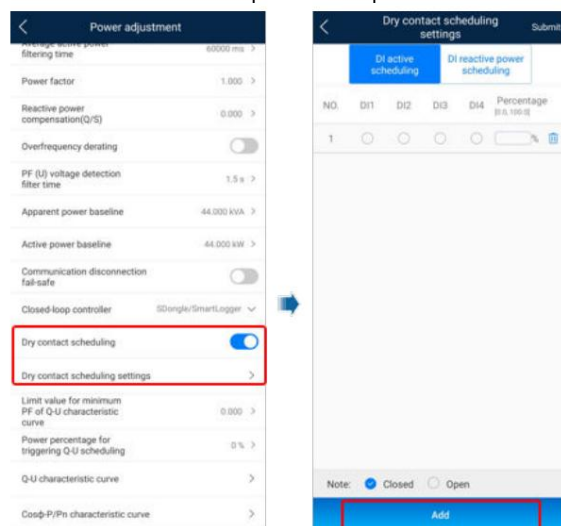 Power adjustment
Average active power
filtering time
60000 ms
Power factor
1.000
Reactive power
compensation(Q/S)
0.000
Overfrequency derating
PF (U) voltage detection
filter time
1.5 s
Apparent power baseline
44.000 kVA
Active power baseline
44.000 kW
Communication disconnection
fail-safe
Closed-loop controller
SDongle/SmartLogger
Dry contact scheduling
Dry contact scheduling settings
Limit value for minimum
PF of Q-U characteristic
curve
0.000
Power percentage for
triggering Q-U scheduling
0 %
Q-U characteristic curve
Cosφ-P/Pn characteristic curve
Dry contact scheduling
settings
Submit
DI active
scheduling
DI reactive power
scheduling
NO. DI1 DI2 DI3 DI4 Percentage
[0.0, 100.0]
1 %
Note: Closed Open
Add